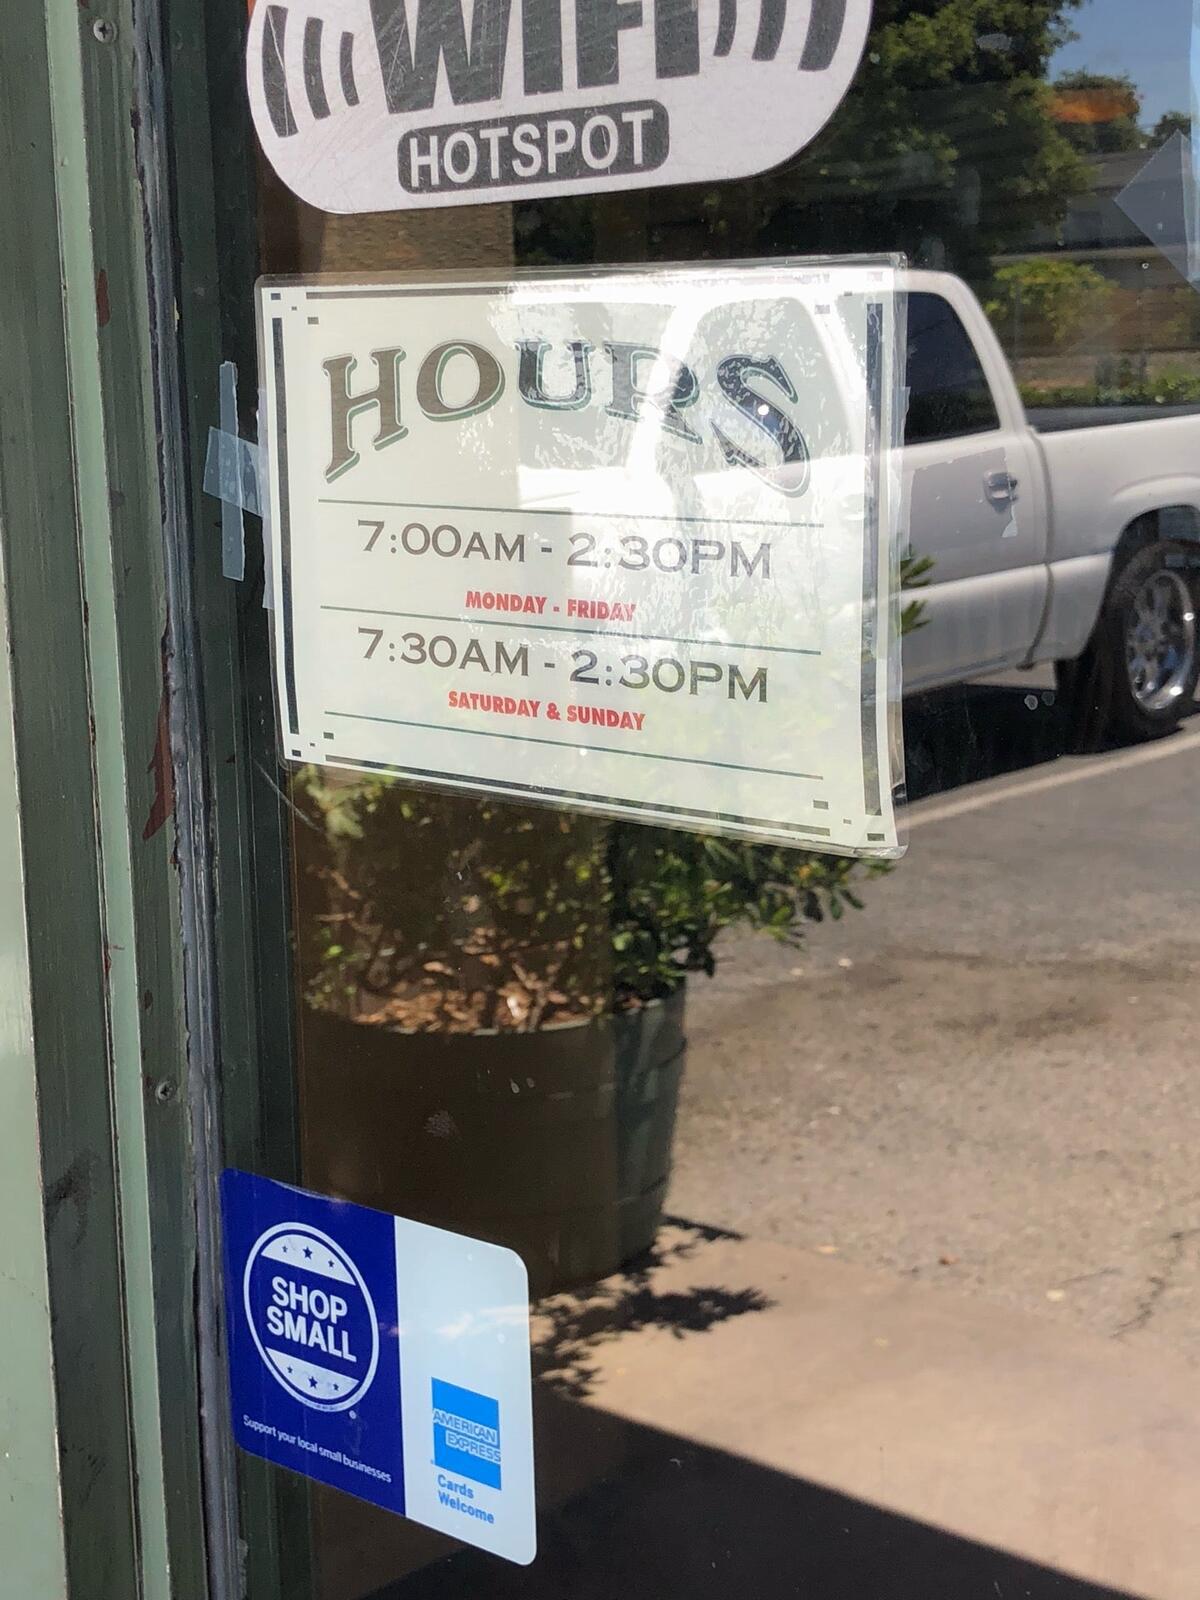 WIFI
HOTSPOT
HOURS
7:00AM - 2:30PM
MONDAY - FRIDAY
7:30AM - 2:30PM
SATURDAY & SUNDAY
SHOP
SMALL
Support your local small businesses
AMERICAN
EXPRESS
Cards
Welcome